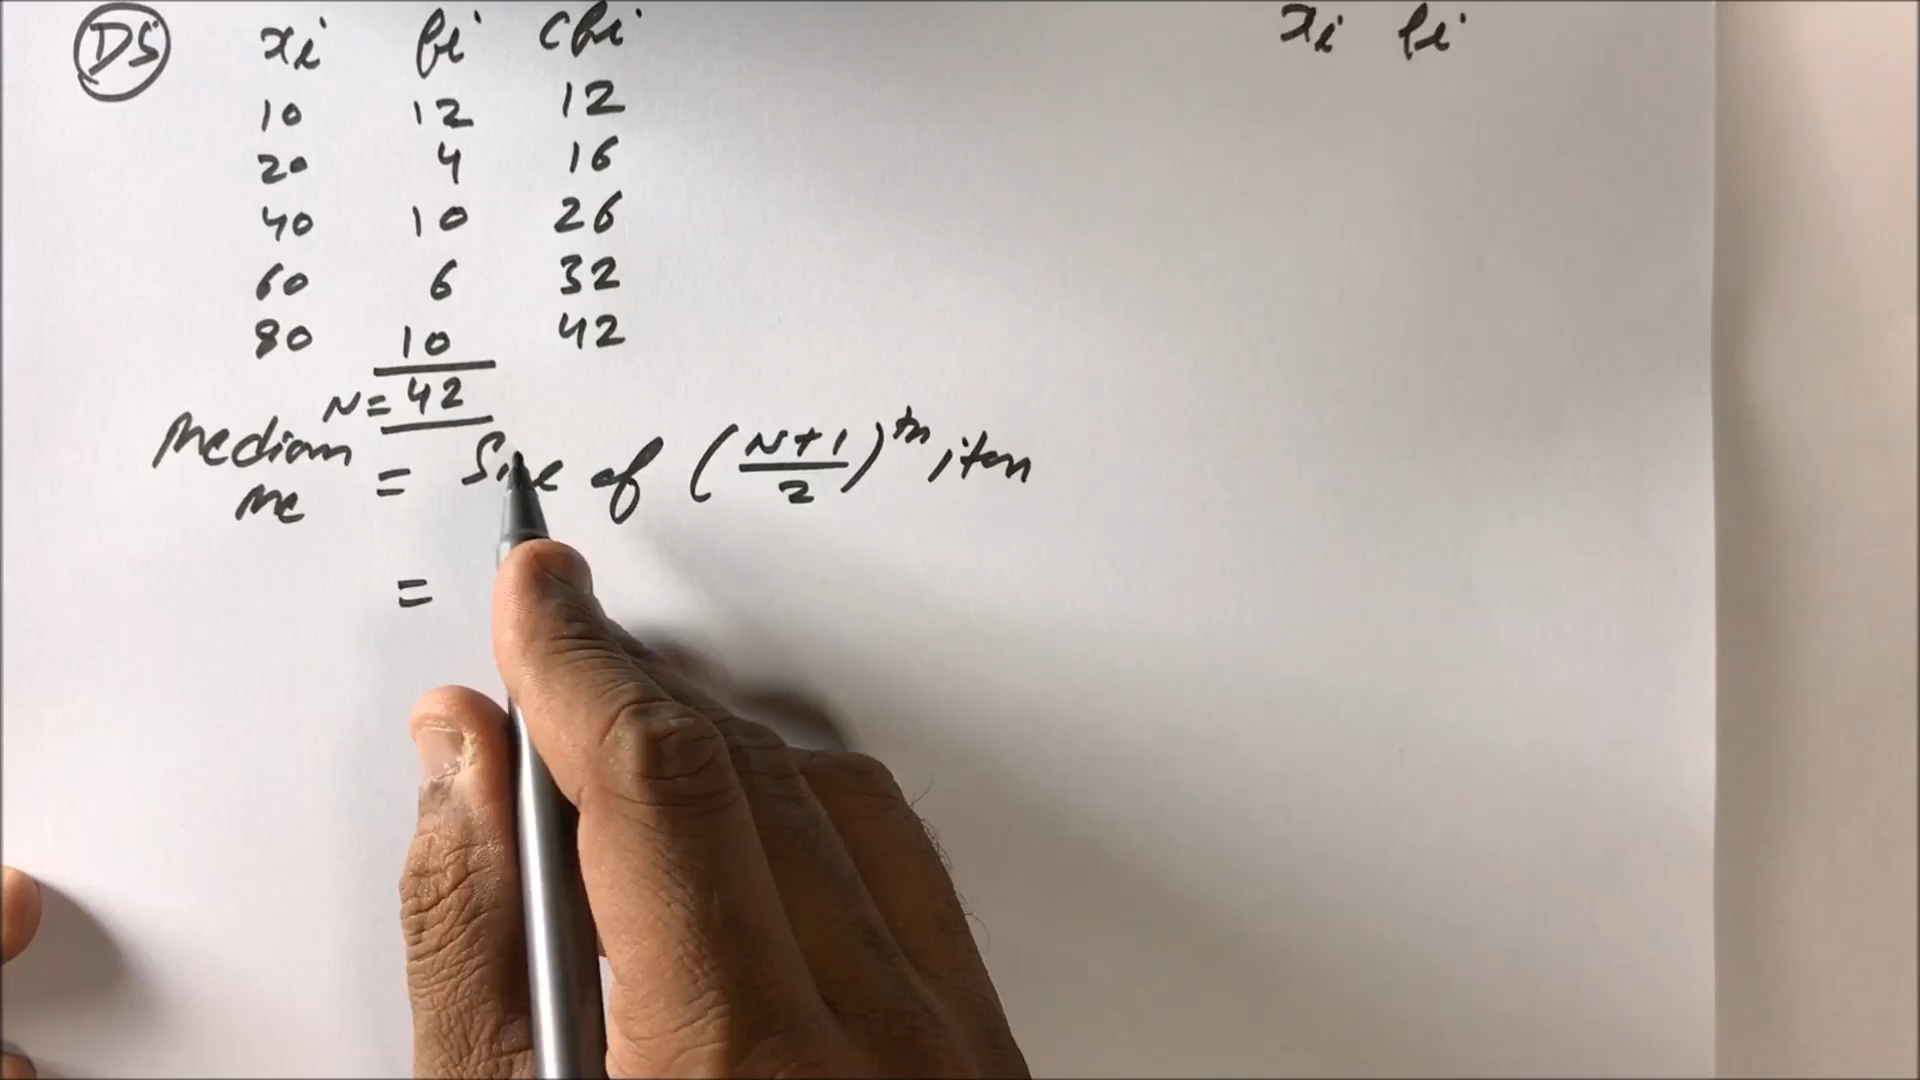 DS xi fi cfi xi fi
10 12 12
20 4 16
40 10 26
60 6 32
80 10 42
N = 42
Median = Size of (N+1/2)th item
Me
=